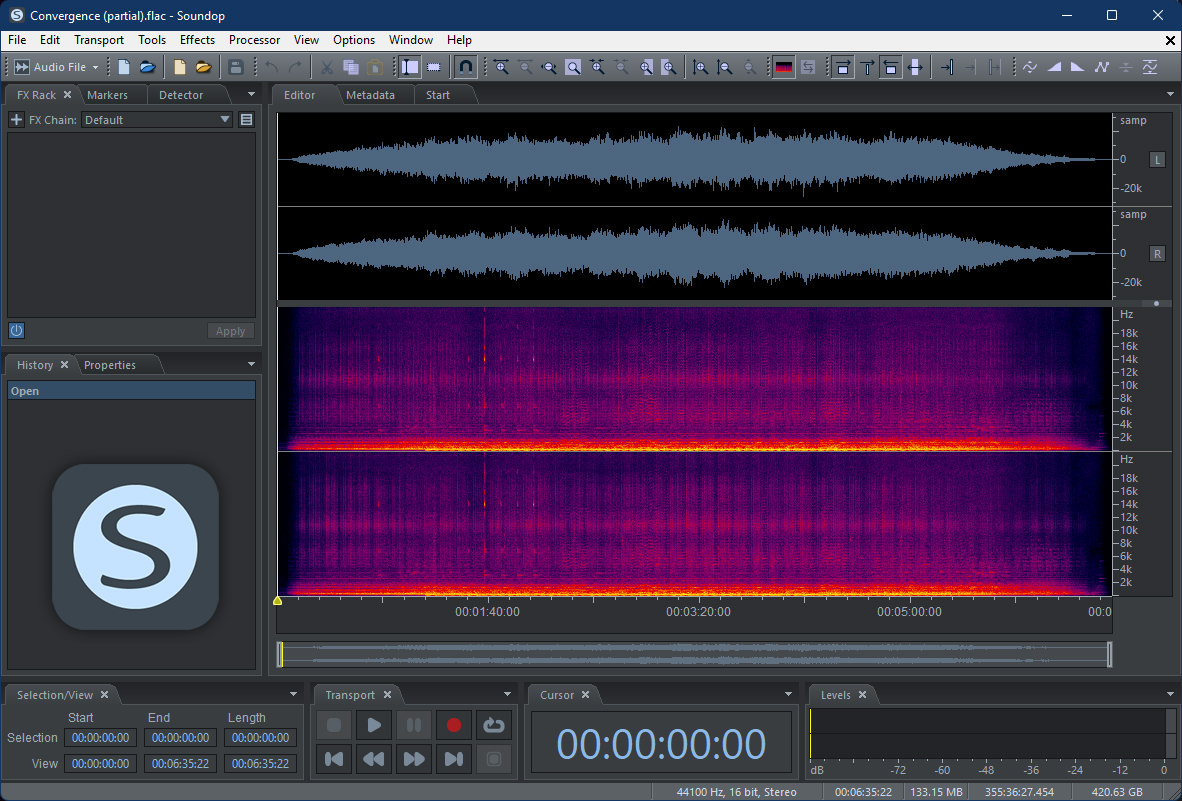 Convergence (partial).flac - Soundop
File Edit Transport Tools Effects Processor View Options Window Help
Audio File
FX Rack Markers Detector
FX Chain: Default
Apply
History Properties
Open
S
Editor Metadata Start
samp
0
L
-20k
samp
0
R
-20k
Hz
18k
16k
14k
12k
10k
8k
6k
4k
2k
Hz
18k
16k
14k
12k
10k
8k
6k
4k
2k
00:01:40:00 00:03:20:00 00:05:00:00 00:0
Selection/View
Start End Length
Selection 00:00:00:00 00:00:00:00 00:00:00:00
View 00:00:00:00 00:06:35:22 00:06:35:22
Transport
Cursor
00:00:00:00
Levels
dB -72 -60 -48 -36 -24 -12 0
44100 Hz, 16 bit, Stereo 00:06:35:22 133.15 MB 355:36:27.454 420.63 GB